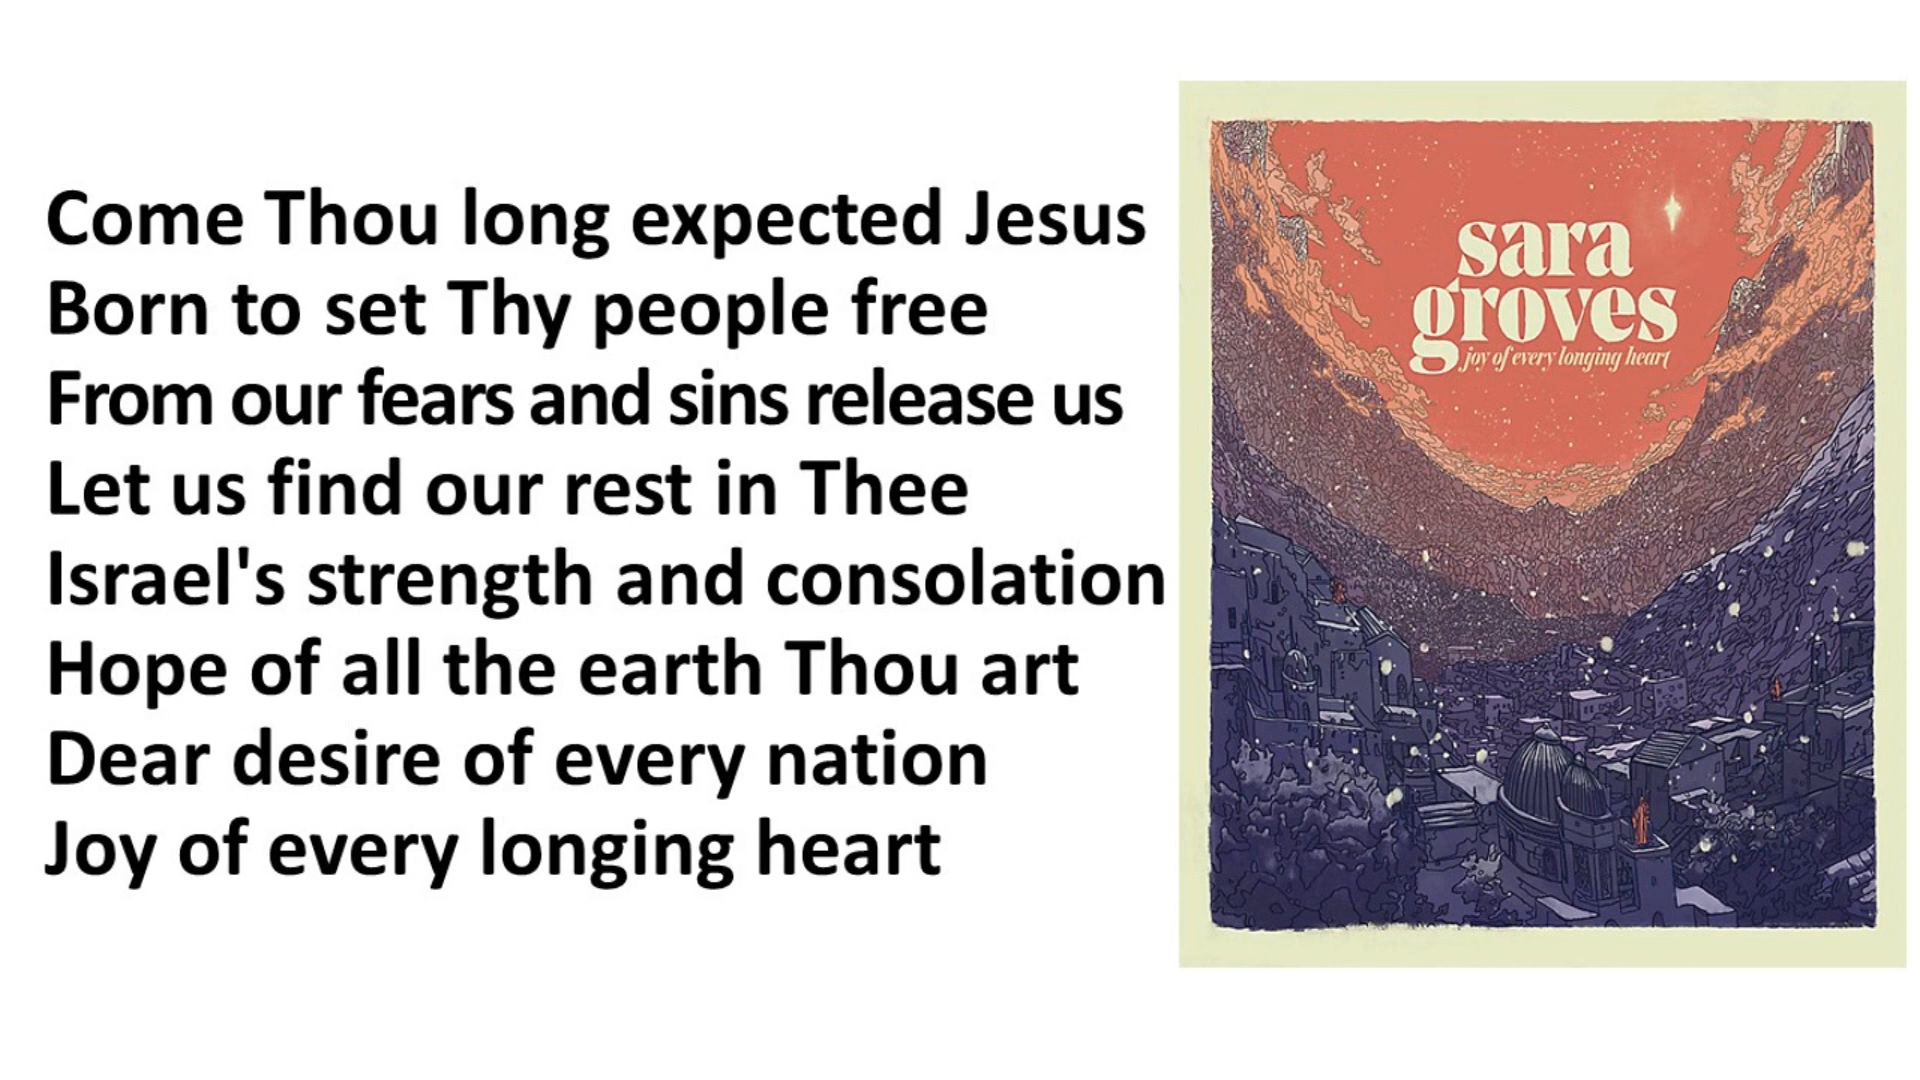 Come Thou long expected Jesus
Born to set Thy people free
From our fears and sins release us
Let us find our rest in Thee
Israel's strength and consolation
Hope of all the earth Thou art
Dear desire of every nation
Joy of every longing heart
sara
groves
joy of every longing heart